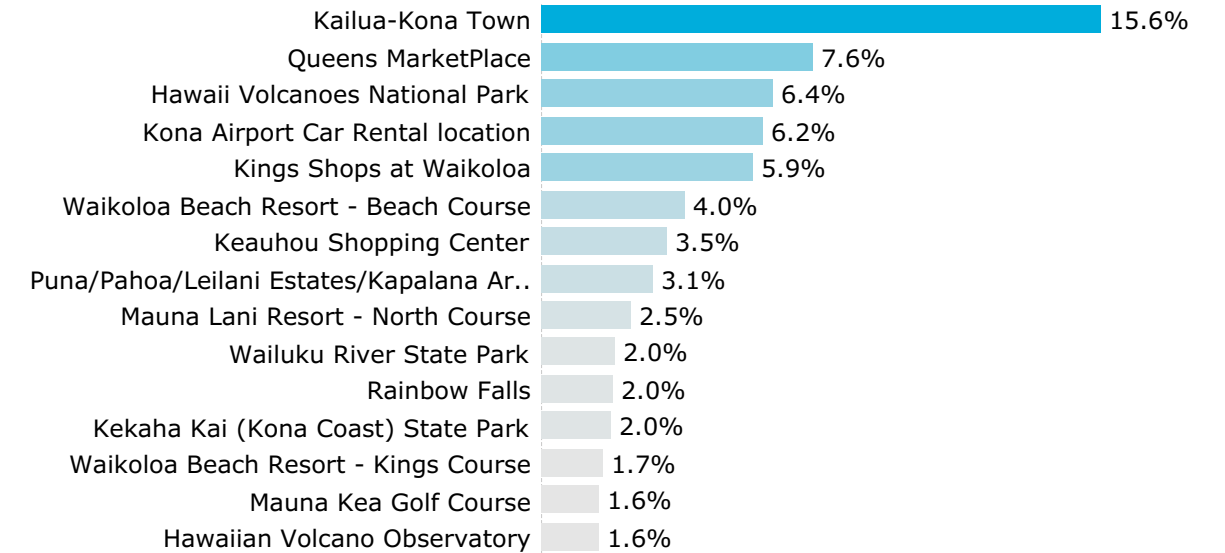 Kailua-Kona Town 15.6%
Queens MarketPlace 7.6%
Hawaii Volcanoes National Park 6.4%
Kona Airport Car Rental location 6.2%
Kings Shops at Waikoloa 5.9%
Waikoloa Beach Resort - Beach Course 4.0%
Keauhou Shopping Center 3.5%
Puna/Pahoa/Leilani Estates/Kapalana Ar.. 3.1%
Mauna Lani Resort - North Course 2.5%
Wailuku River State Park 2.0%
Rainbow Falls 2.0%
Kekaha Kai (Kona Coast) State Park 2.0%
Waikoloa Beach Resort - Kings Course 1.7%
Mauna Kea Golf Course 1.6%
Hawaiian Volcano Observatory 1.6%